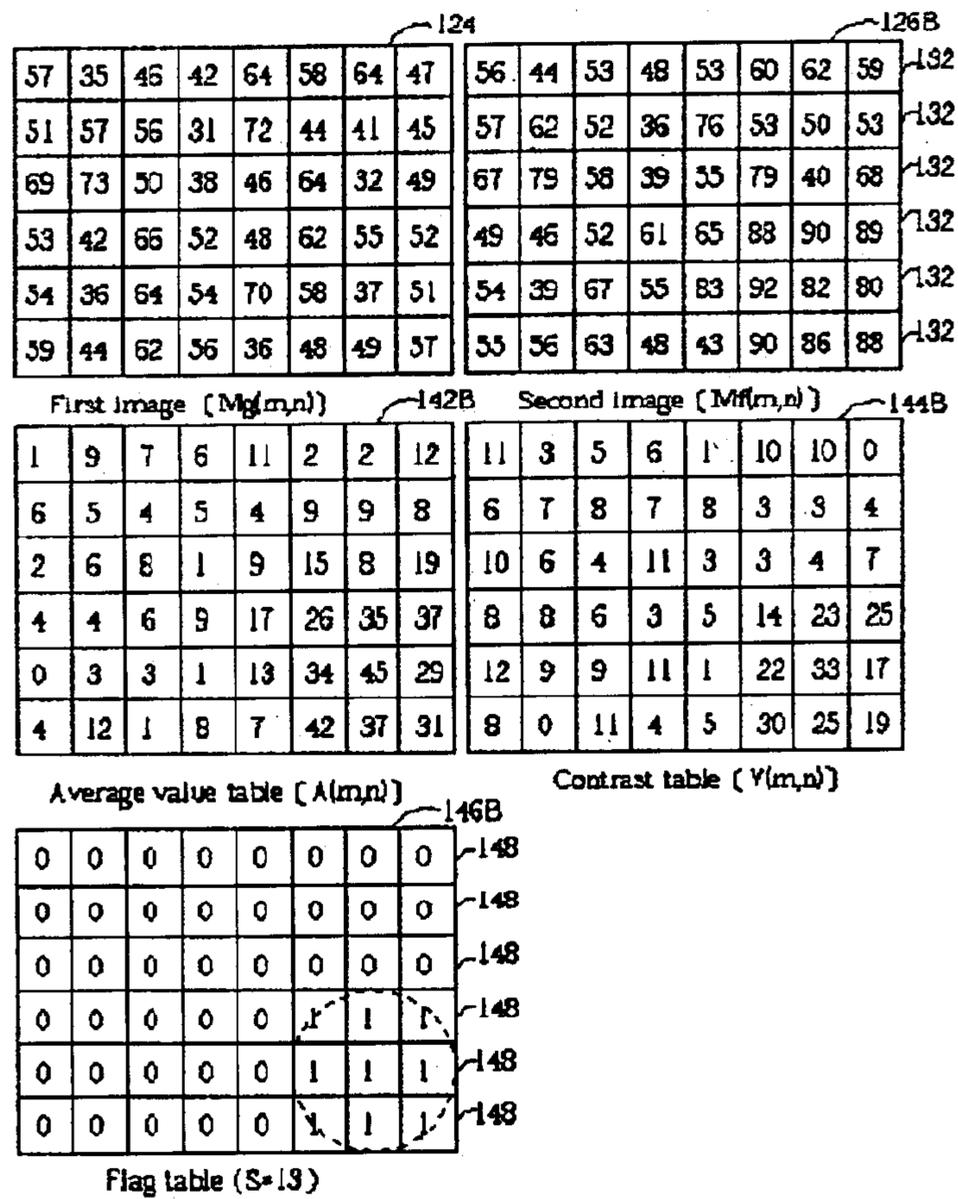 124
126B
57 35 46 42 64 58 64 47
51 57 56 31 72 44 41 45
69 73 50 38 46 64 32 49
53 42 66 52 48 62 55 52
54 36 64 54 70 58 37 51
59 44 62 56 36 48 49 57
56 44 53 48 53 60 62 59 132
57 62 52 36 76 53 50 53 132
67 79 58 39 55 79 40 68 132
49 46 52 61 65 88 90 89 132
54 39 67 55 83 92 82 80 132
55 56 63 48 43 90 86 88 132
First image [Mg(m,n)]
Second image [Mf(m,n)]
142B
144B
1 9 7 6 11 2 2 12
6 5 4 5 4 9 9 8
2 6 8 1 9 15 8 19
4 4 6 9 17 26 35 37
0 3 3 1 13 34 45 29
4 12 1 8 7 42 37 31
11 3 5 6 1 10 10 0
6 7 8 7 8 3 3 4
10 6 4 11 3 3 4 7
8 8 6 3 5 14 23 25
12 9 9 11 1 22 33 17
8 0 11 4 5 30 25 19
Average value table [A(m,n)]
Contrast table [V(m,n)]
146B
0 0 0 0 0 0 0 0 148
0 0 0 0 0 0 0 0 148
0 0 0 0 0 0 0 0 148
0 0 0 0 0 1 1 1 148
0 0 0 0 0 1 1 1 148
0 0 0 0 0 1 1 1 148
Flag table (S=13)